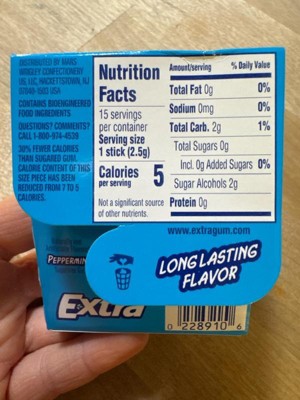 DISTRIBUTED BY MARS
WRIGLEY CONFECTIONERY
US, LLC, HACKETTSTOWN, NJ
07840-1503 USA
CONTAINS BIOENGINEERED
FOOD INGREDIENTS
QUESTIONS? COMMENTS?
CALL 1-800-974-4539
30% FEWER CALORIES
THAN SUGARED GUM.
CALORIE CONTENT OF THIS
SIZE PIECE HAS BEEN
REDUCED FROM 7 TO 5
CALORIES.
Nutrition
Facts
15 servings
per container
Serving size
1 stick (2.5g)
Calories 5
per serving
Not a significant source
of other nutrients.
Amount/serving % Daily Value
Total Fat 0g 0%
Sodium 0mg 0%
Total Carb. 2g 1%
Total Sugars 0g
Incl. 0g Added Sugars 0%
Sugar Alcohols 2g
Protein 0g
www.extragum.com
LONG LASTING
FLAVOR
PEPPERMIN
Extra
0 228910 6